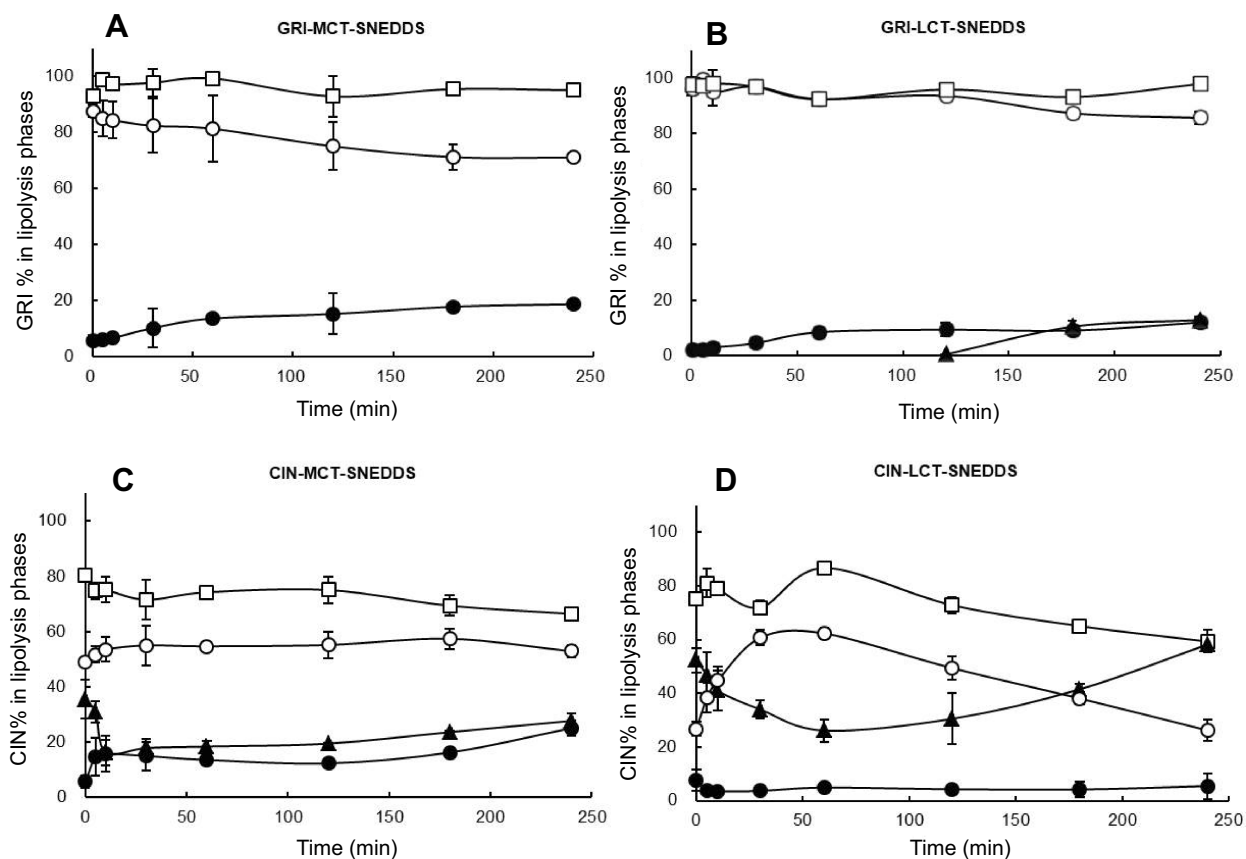 A
GRI-MCT-SNEDDS
GRI % in lipolysis phases
100
80
60
40
20
0
0 50 100 150 200 250
Time (min)
B
GRI-LCT-SNEDDS
GRI % in lipolysis phases
100
80
60
40
20
0
0 50 100 150 200 250
Time (min)
C
CIN-MCT-SNEDDS
CIN% in lipolysis phases
100
80
60
40
20
0
0 50 100 150 200 250
Time (min)
D
CIN-LCT-SNEDDS
CIN% in lipolysis phases
100
80
60
40
20
0
0 50 100 150 200 250
Time (min)